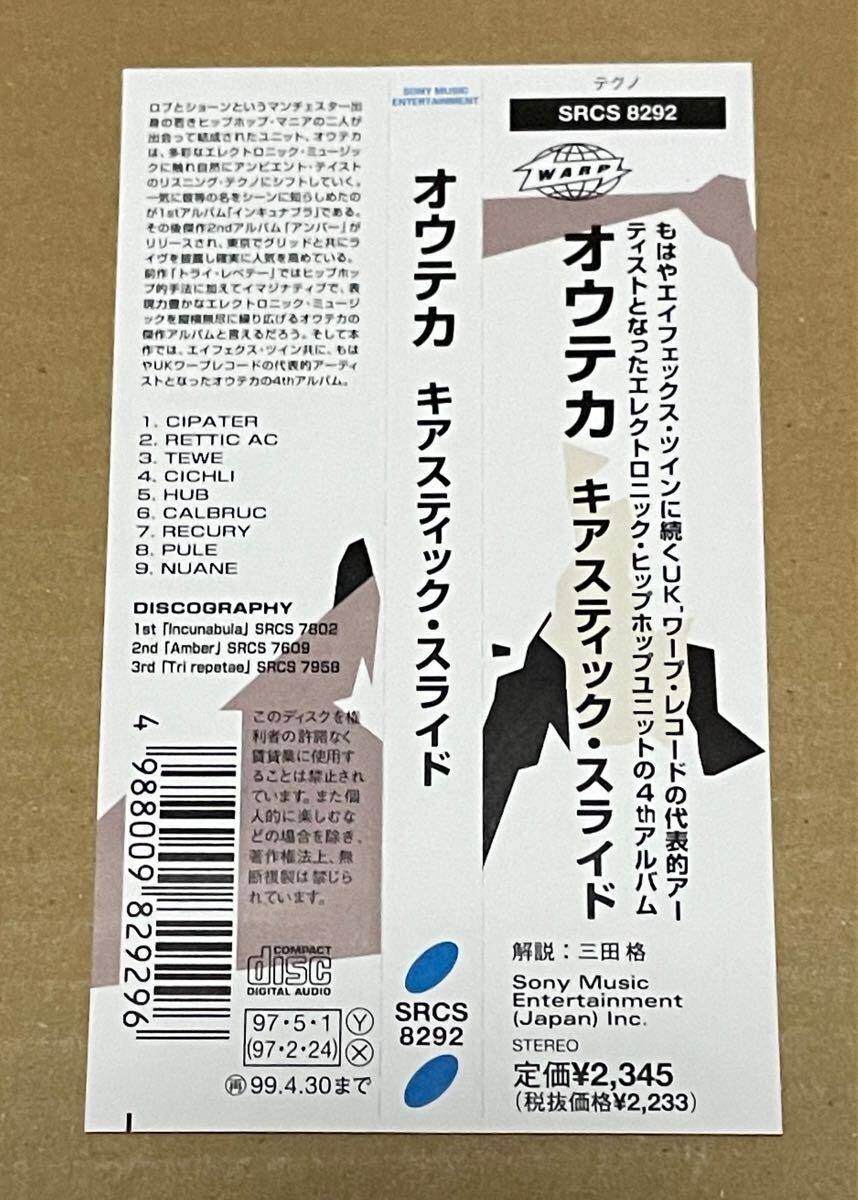 テクノ
SRCS 8292
WARP
もはやエイフェックス・ツインに続くUK,ワープ・レコードの代表的アー
ティストとなったエレクトロニック・ヒップホップユニットの4thアルバム
オウテカ キアスティック・スライド
解説：三田 格
Sony Music
Entertainment
(Japan) Inc.
STEREO
定価¥2,345
(税抜価格¥2,233)
SONY MUSIC
ENTERTAINMENT
オウテカ キアスティック・スライド
SRCS
8292
ロブとショーンというマンチェスター出
身の若きヒップホップ・マニアの二人が
出会って結成されたユニット、オウテカ
は、多彩なエレクトロニック・ミュージッ
クに触れ自然にアンビエント・テイスト
のリスニング・テクノにシフトしていく。
一気に彼等の名をシーンに知らしめたの
が1stアルバム「インキュナブラ」である。
その後傑作2ndアルバム「アンバー」が
リリースされ、東京でグリッドと共にラ
イヴを披露し確実に人気を高めている。
前作「トライ・レペテー」ではヒップホッ
プ的手法に加えてイマジナティブで、表
現力豊かなエレクトロニック・ミュージ
ックを縦横無尽に繰り広げるオウテカの
傑作アルバムと言えるだろう。そして本
作では、エイフェクス・ツイン共に、もは
やUKワープレコードの代表的アーティ
ストとなったオウテカの4thアルバム。
1. CIPATER
2. RETTIC AC
3. TEWE
4. CICHLI
5. HUB
6. CALBRUC
7. RECURY
8. PULE
9. NUANE
DISCOGRAPHY
1st「Incunabula」SRCS 7802
2nd「Amber」SRCS 7609
3rd「Tri repetae」SRCS 7958
このディスクを権
利者の許諾なく
賃貸業に使用す
ることは禁止され
ています。また個
人的に楽しむな
どの場合を除き、
著作権法上、無
断複製は禁じら
れています。
4 988009 829296
COMPACT
disc
DIGITAL AUDIO
97・5・1 Ⓨ
(97・2・24) Ⓧ
㊢99.4.30まで